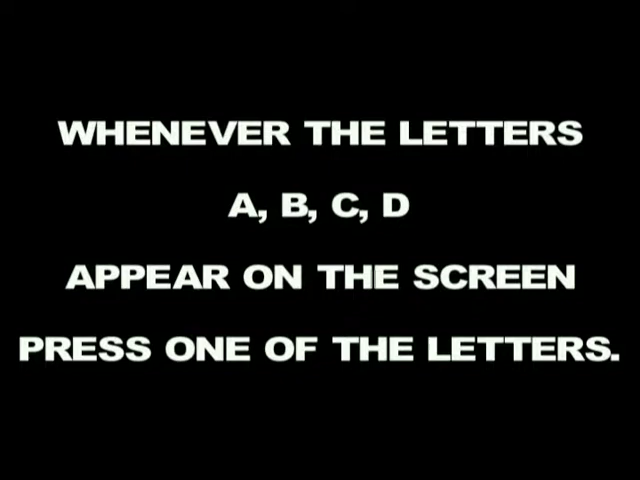 WHENEVER THE LETTERS
A, B, C, D
APPEAR ON THE SCREEN
PRESS ONE OF THE LETTERS.